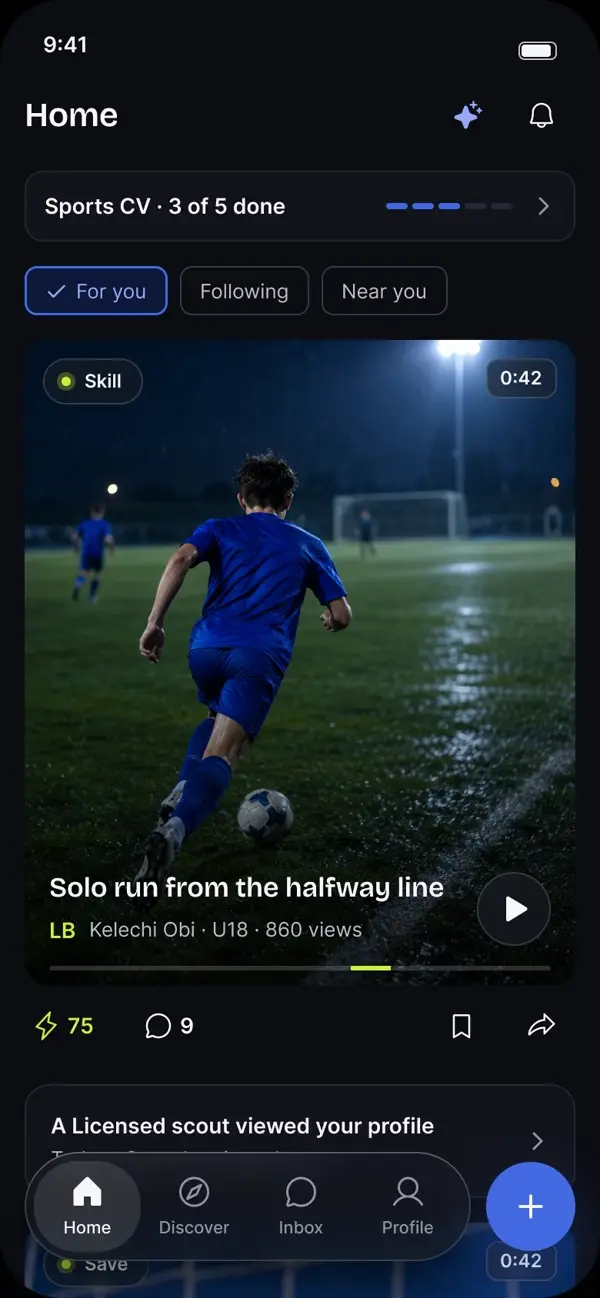 9:41
Home
Sports CV · 3 of 5 done
For you
Following
Near you
Skill
0:42
Solo run from the halfway line
LB Kelechi Obi · U18 · 860 views
75
9
A Licensed scout viewed your profile
Home
Discover
Inbox
Profile
Save
0:42